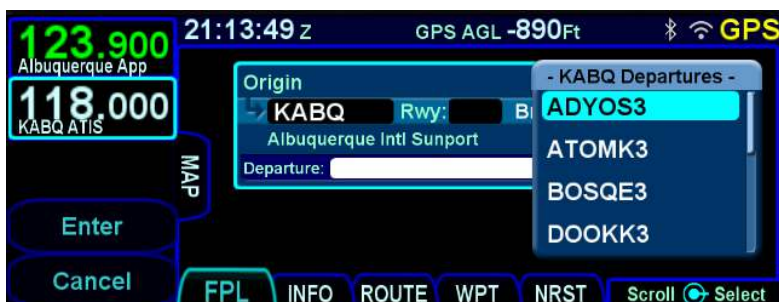 123.900
Albuquerque App
118.000
KABQ ATIS
Enter
Cancel
21:13:49 Z
GPS AGL -890Ft
GPS
MAP
Origin
KABQ Rwy:
Albuquerque Intl Sunport
Departure:
- KABQ Departures -
ADYOS3
ATOMK3
BOSQE3
DOOKK3
FPL INFO ROUTE WPT NRST Scroll Select